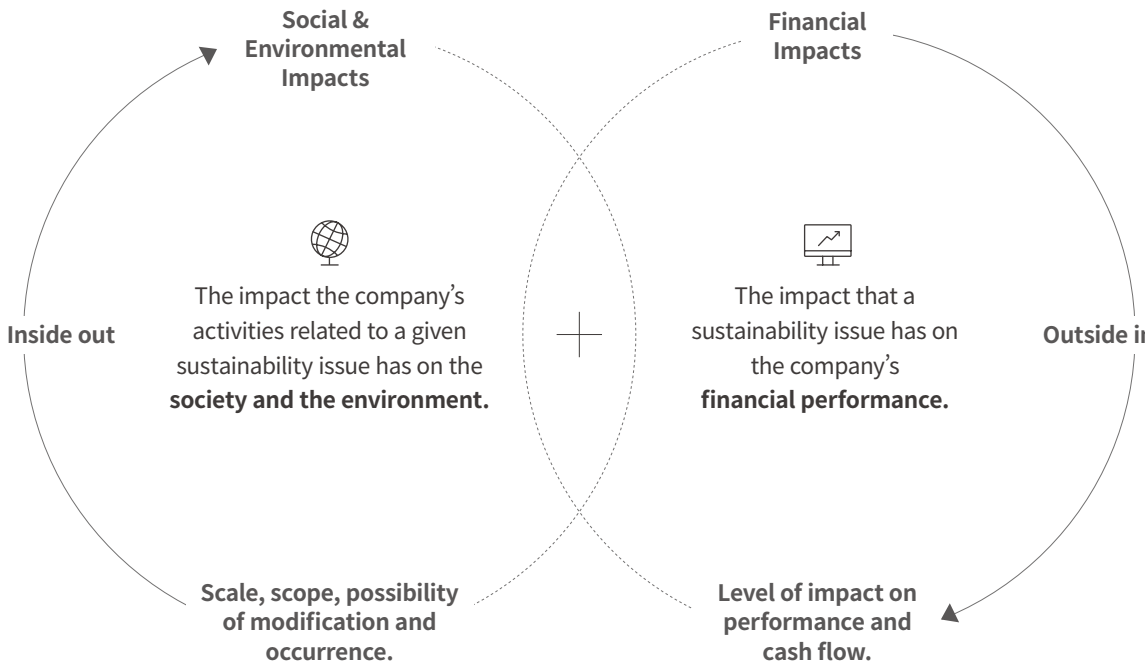 Social &
Environmental
Impacts
Financial
Impacts
The impact the company’s
activities related to a given
sustainability issue has on the
society and the environment.
The impact that a
sustainability issue has on
the company’s
financial performance.
Inside out
Outside
Scale, scope, possibility
of modification and
occurrence.
Level of impact on
performance and
cash flow.